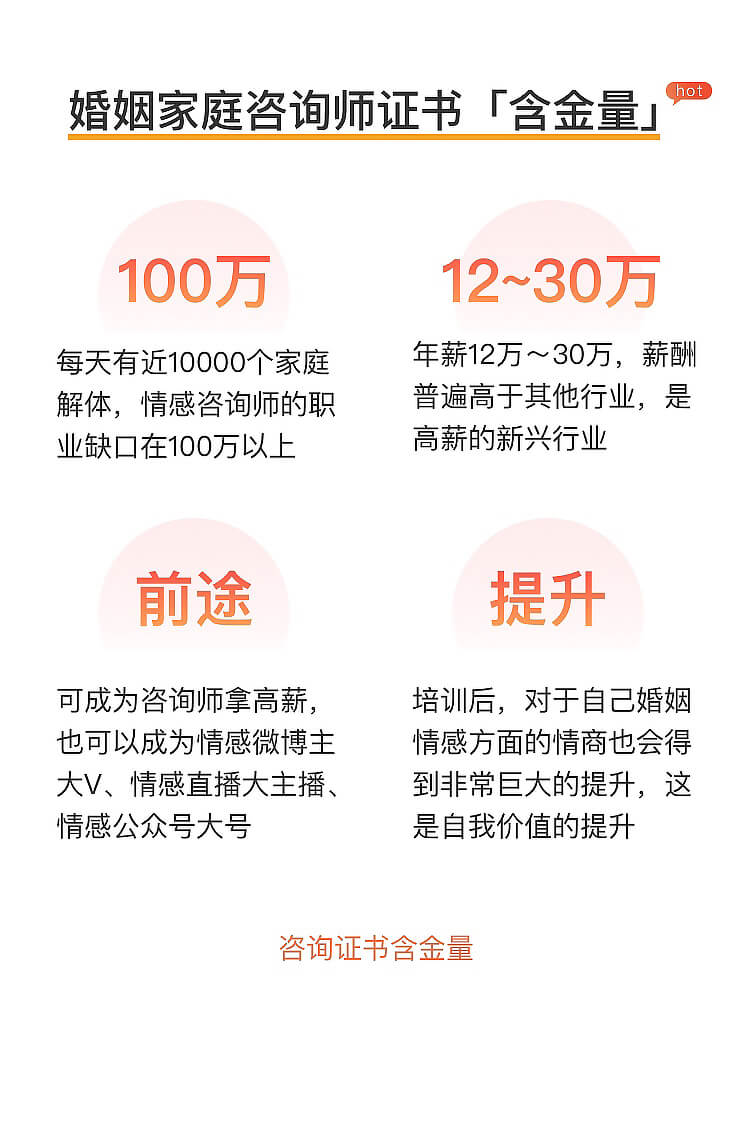 婚姻家庭咨询师证书「含金量」
hot
100万
每天有近10000个家庭
解体，情感咨询师的职
业缺口在100万以上
12~30万
年薪12万～30万，薪酬
普遍高于其他行业，是
高薪的新兴行业
前途
可成为咨询师拿高薪，
也可以成为情感微博主
大V、情感直播大主播、
情感公众号大号
提升
培训后，对于自己婚姻
情感方面的情商也会得
到非常巨大的提升，这
是自我价值的提升
咨询证书含金量